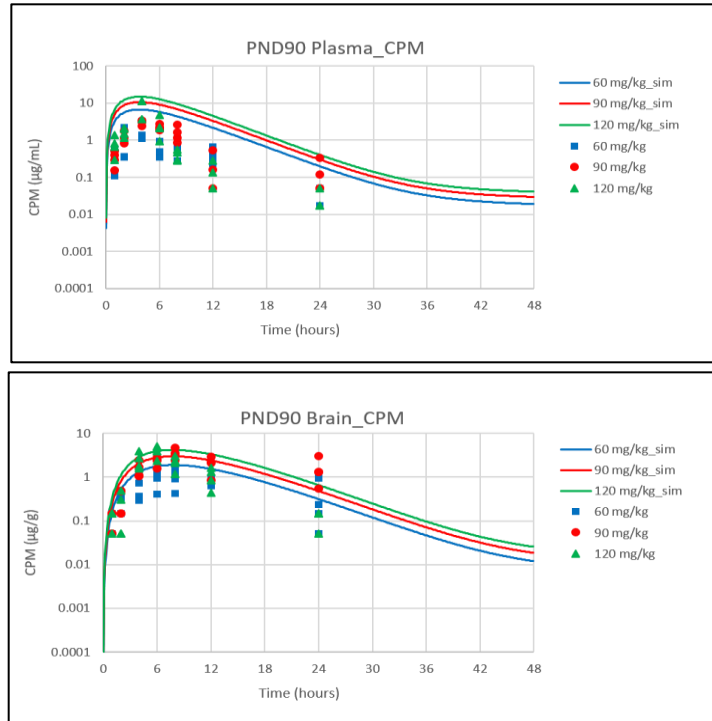 PND90 Plasma_CPM
100
10
1
0.1
0.01
0.001
0.0001
CPM (µg/mL)
0 6 12 18 24 30 36 42 48
Time (hours)
60 mg/kg_sim
90 mg/kg_sim
120 mg/kg_sim
60 mg/kg
90 mg/kg
120 mg/kg
PND90 Brain_CPM
10
1
0.1
0.01
0.001
0.0001
CPM (µg/g)
0 6 12 18 24 30 36 42 48
Time (hours)
60 mg/kg_sim
90 mg/kg_sim
120 mg/kg_sim
60 mg/kg
90 mg/kg
120 mg/kg